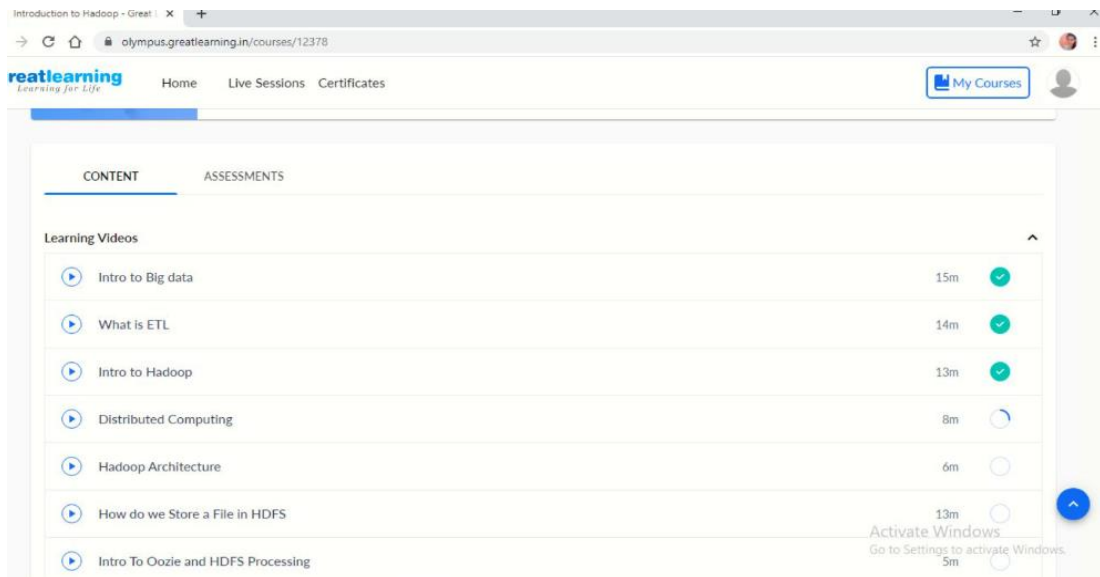 Introduction to Hadoop - Great
olympus.greatlearning.in/courses/12378
reatlearning
Learning for Life
Home Live Sessions Certificates
My Courses
CONTENT ASSESSMENTS
Learning Videos
Intro to Big data 15m
What is ETL 14m
Intro to Hadoop 13m
Distributed Computing 8m
Hadoop Architecture 6m
How do we Store a File in HDFS 13m
Activate Windows
Go to Settings to activate Windows.
Intro To Oozie and HDFS Processing 5m